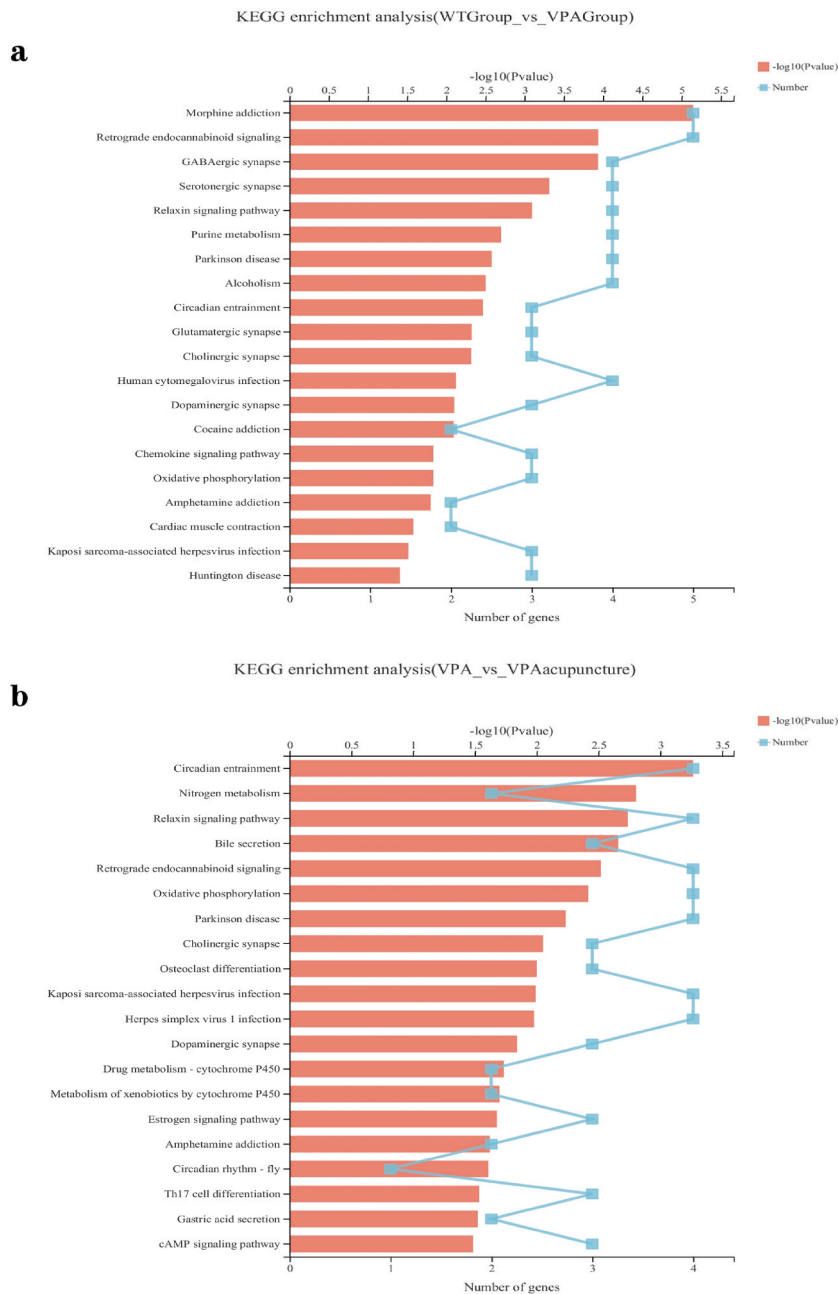 KEGG enrichment analysis(WTGroup_vs_VPAGroup)
a
-log10(Pvalue)
-log10(Pvalue)
Number
0 0.5 1 1.5 2 2.5 3 3.5 4 4.5 5 5.5
Morphine addiction
Retrograde endocannabinoid signaling
GABAergic synapse
Serotonergic synapse
Relaxin signaling pathway
Purine metabolism
Parkinson disease
Alcoholism
Circadian entrainment
Glutamatergic synapse
Cholinergic synapse
Human cytomegalovirus infection
Dopaminergic synapse
Cocaine addiction
Chemokine signaling pathway
Oxidative phosphorylation
Amphetamine addiction
Cardiac muscle contraction
Kaposi sarcoma-associated herpesvirus infection
Huntington disease
0 1 2 3 4 5
Number of genes
KEGG enrichment analysis(VPA_vs_VPAacupuncture)
b
-log10(Pvalue)
-log10(Pvalue)
Number
0 0.5 1 1.5 2 2.5 3 3.5
Circadian entrainment
Nitrogen metabolism
Relaxin signaling pathway
Bile secretion
Retrograde endocannabinoid signaling
Oxidative phosphorylation
Parkinson disease
Cholinergic synapse
Osteoclast differentiation
Kaposi sarcoma-associated herpesvirus infection
Herpes simplex virus 1 infection
Dopaminergic synapse
Drug metabolism - cytochrome P450
Metabolism of xenobiotics by cytochrome P450
Estrogen signaling pathway
Amphetamine addiction
Circadian rhythm - fly
Th17 cell differentiation
Gastric acid secretion
cAMP signaling pathway
0 1 2 3 4
Number of genes